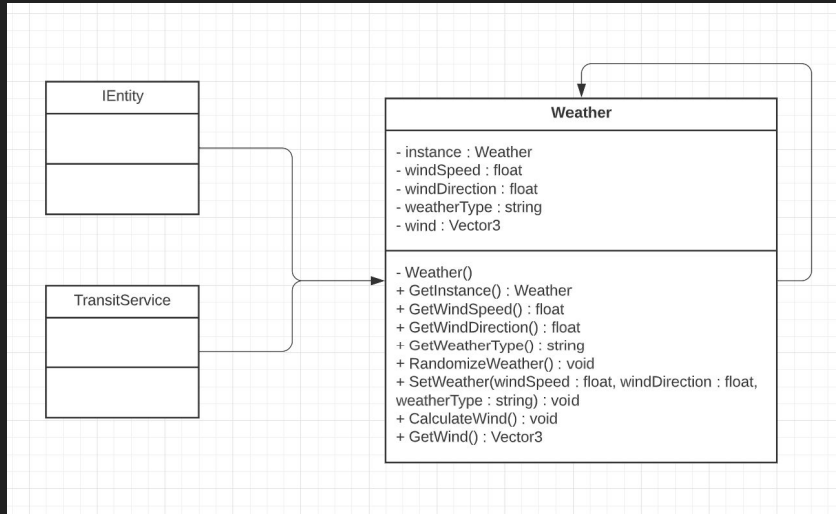 IEntity
TransitService
Weather
- instance : Weather
- windSpeed : float
- windDirection : float
- weatherType : string
- wind : Vector3
- Weather()
+ GetInstance() : Weather
+ GetWindSpeed() : float
+ GetWindDirection() : float
+ GetWeatherType() : string
+ RandomizeWeather() : void
+ SetWeather(windSpeed : float, windDirection : float,
weatherType : string) : void
+ CalculateWind() : void
+ GetWind() : Vector3